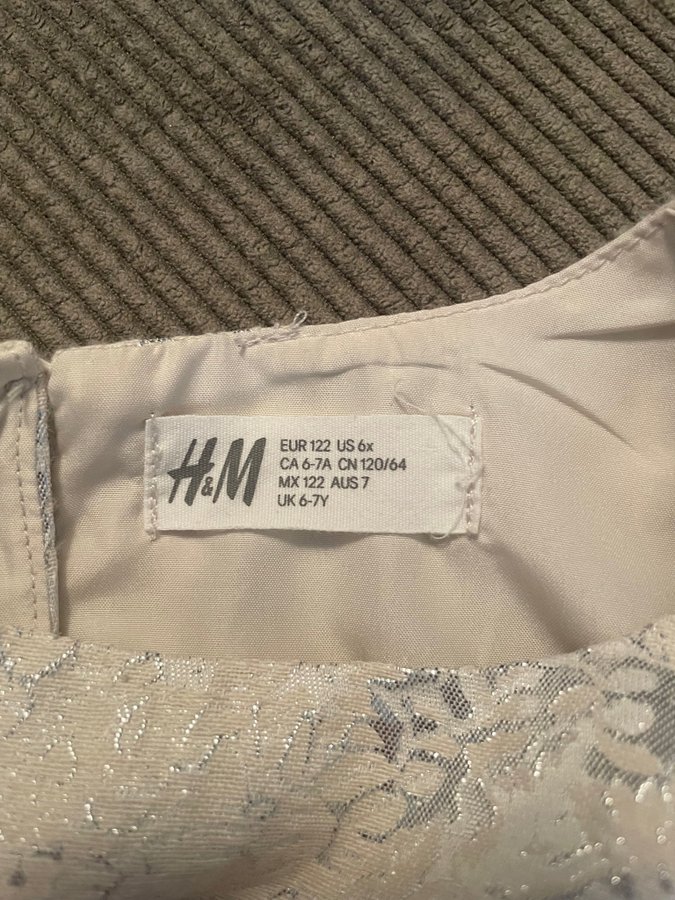 H&M
EUR 122 US 6x
CA 6-7A CN 120/64
MX 122 AUS 7
UK 6-7Y